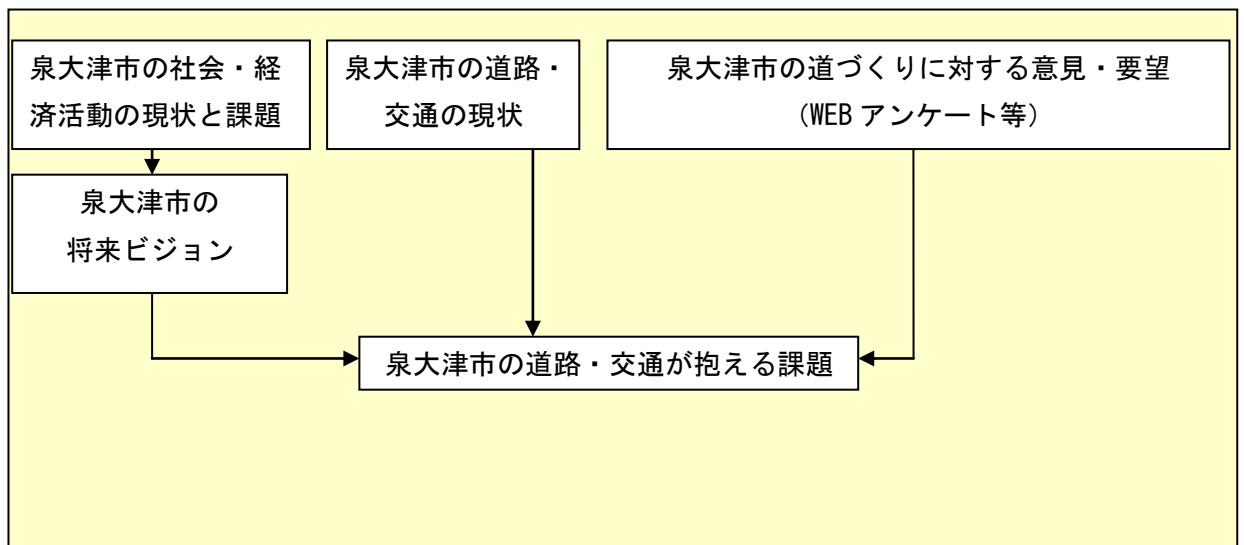 泉大津市の社会・経
済活動の現状と課題
泉大津市の道路・
交通の現状
泉大津市の道づくりに対する意見・要望
（WEB アンケート等）
泉大津市の
将来ビジョン
泉大津市の道路・交通が抱える課題